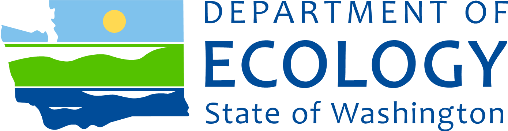 DEPARTMENT OF
ECOLOGY
State of Washington